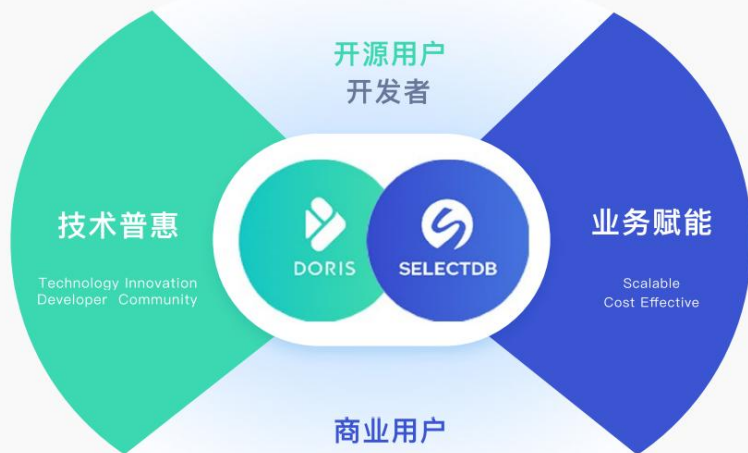 开源用户
开发者
技术普惠
Technology Innovation
Developer Community
DORIS
SELECTDB
业务赋能
Scalable
Cost Effective
商业用户